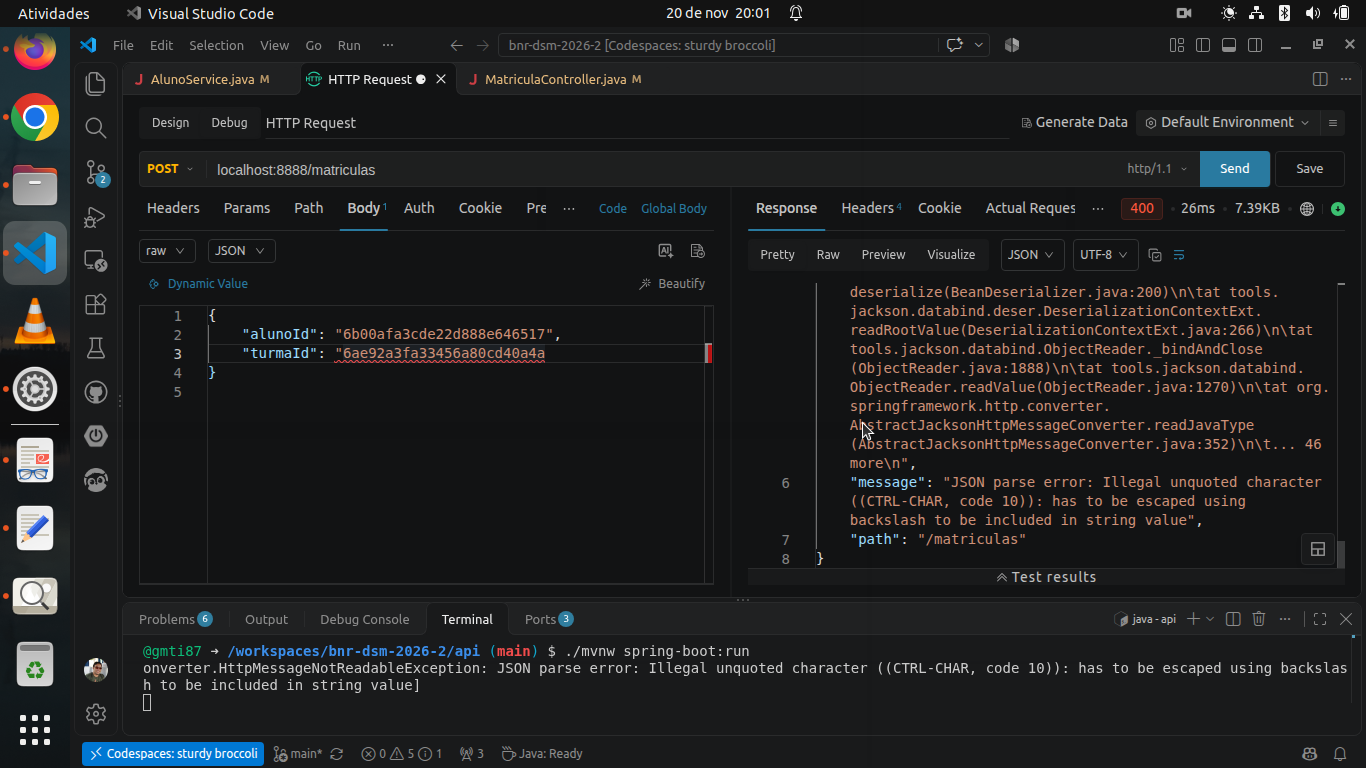 Atividades
Visual Studio Code
20 de nov 20:01
File Edit Selection View Go Run ···
bnr-dsm-2026-2 [Codespaces: sturdy broccoli]
AlunoService.java M
HTTP Request
MatriculaController.java M
Design Debug HTTP Request
Generate Data Default Environment
POST localhost:8888/matriculas http/1.1 Send Save
Headers Params Path Body 1 Auth Cookie Pre ··· Code Global Body
Response Headers 4 Cookie Actual Reques ··· 400 26ms 7.39KB
raw JSON
Pretty Raw Preview Visualize JSON UTF-8
Dynamic Value Beautify
1 {
2 "alunoId": "6b00afa3cde22d888e646517",
3 "turmaId": "6ae92a3fa33456a80cd40a4a
4 }
5
deserialize(BeanDeserializer.java:200)\n\tat tools.
jackson.databind.deser.DeserializationContextExt.
readRootValue(DeserializationContextExt.java:266)\n\tat
tools.jackson.databind.ObjectReader._bindAndClose
(ObjectReader.java:1888)\n\tat tools.jackson.databind.
ObjectReader.readValue(ObjectReader.java:1270)\n\tat org.
springframework.http.converter.
AbstractJacksonHttpMessageConverter.readJavaType
(AbstractJacksonHttpMessageConverter.java:352)\n\t... 46
more\n",
6 "message": "JSON parse error: Illegal unquoted character
((CTRL-CHAR, code 10)): has to be escaped using
backslash to be included in string value",
7 "path": "/matriculas"
8 }
Test results
Problems 6 Output Debug Console Terminal Ports 3
java - api
@gmti87 ➜ /workspaces/bnr-dsm-2026-2/api (main) $ ./mvnw spring-boot:run
onverter.HttpMessageNotReadableException: JSON parse error: Illegal unquoted character ((CTRL-CHAR, code 10)): has to be escaped using backslas
h to be included in string value]
2
Codespaces: sturdy broccoli main* 0 5 1 3 Java: Ready